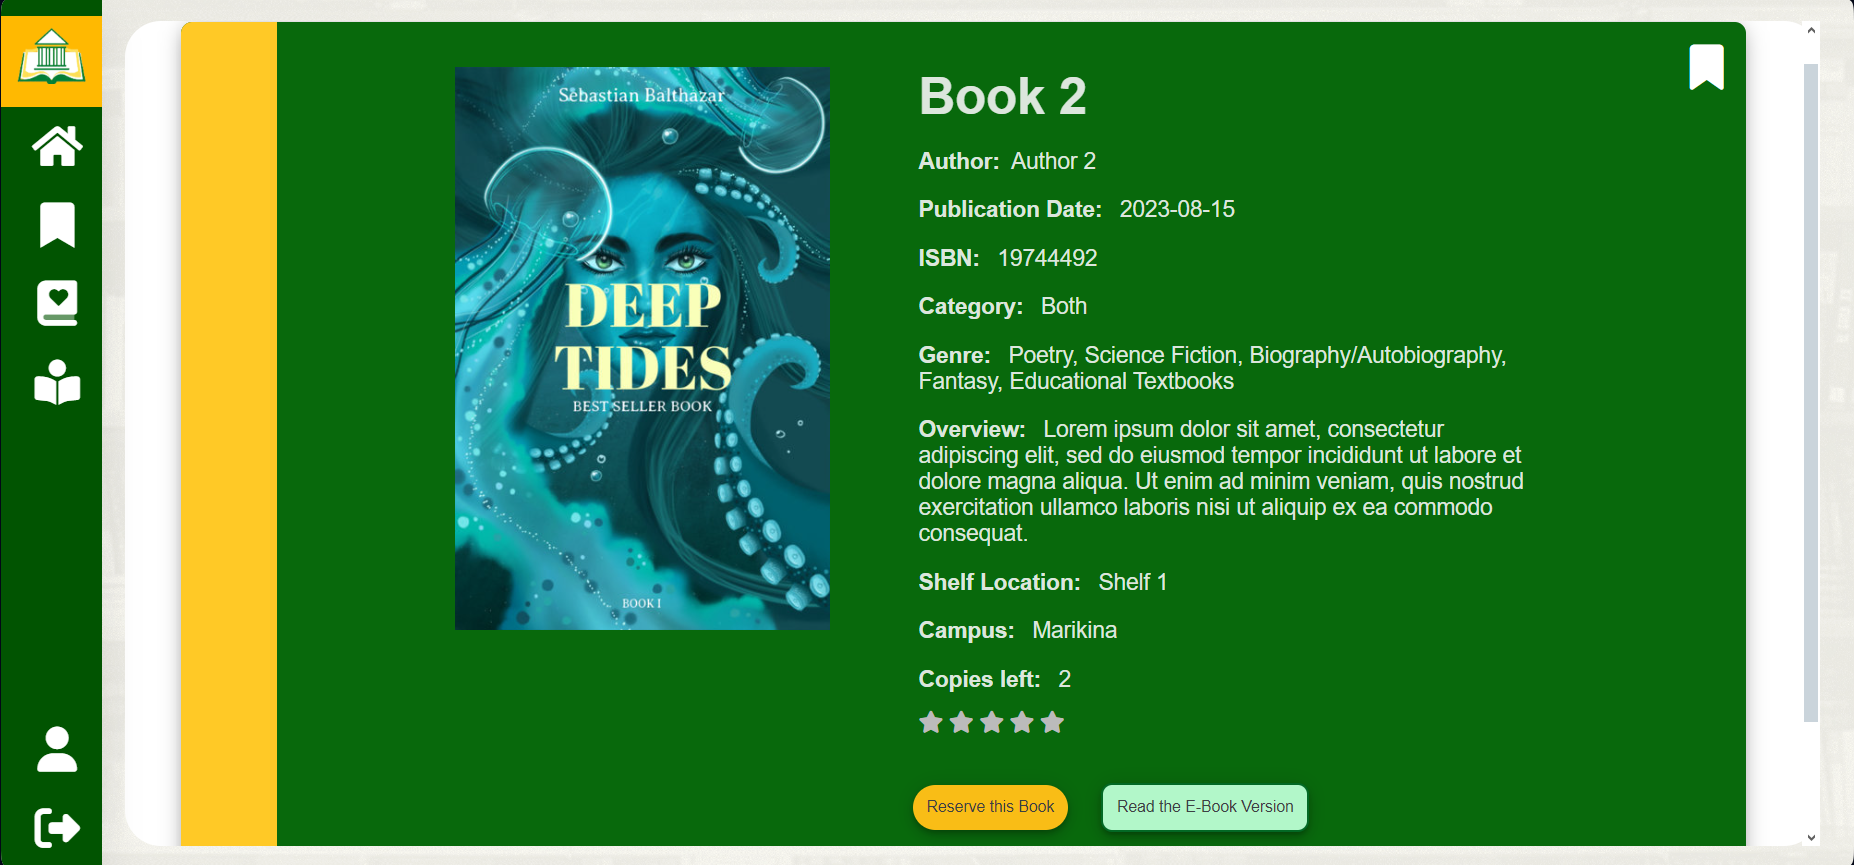 Sebastian Balthazar
DEEP
TIDES
BEST SELLER BOOK
BOOK I
Book 2
Author: Author 2
Publication Date: 2023-08-15
ISBN: 19744492
Category: Both
Genre: Poetry, Science Fiction, Biography/Autobiography,
Fantasy, Educational Textbooks
Overview: Lorem ipsum dolor sit amet, consectetur
adipiscing elit, sed do eiusmod tempor incididunt ut labore et
dolore magna aliqua. Ut enim ad minim veniam, quis nostrud
exercitation ullamco laboris nisi ut aliquip ex ea commodo
consequat.
Shelf Location: Shelf 1
Campus: Marikina
Copies left: 2
Reserve this Book
Read the E-Book Version